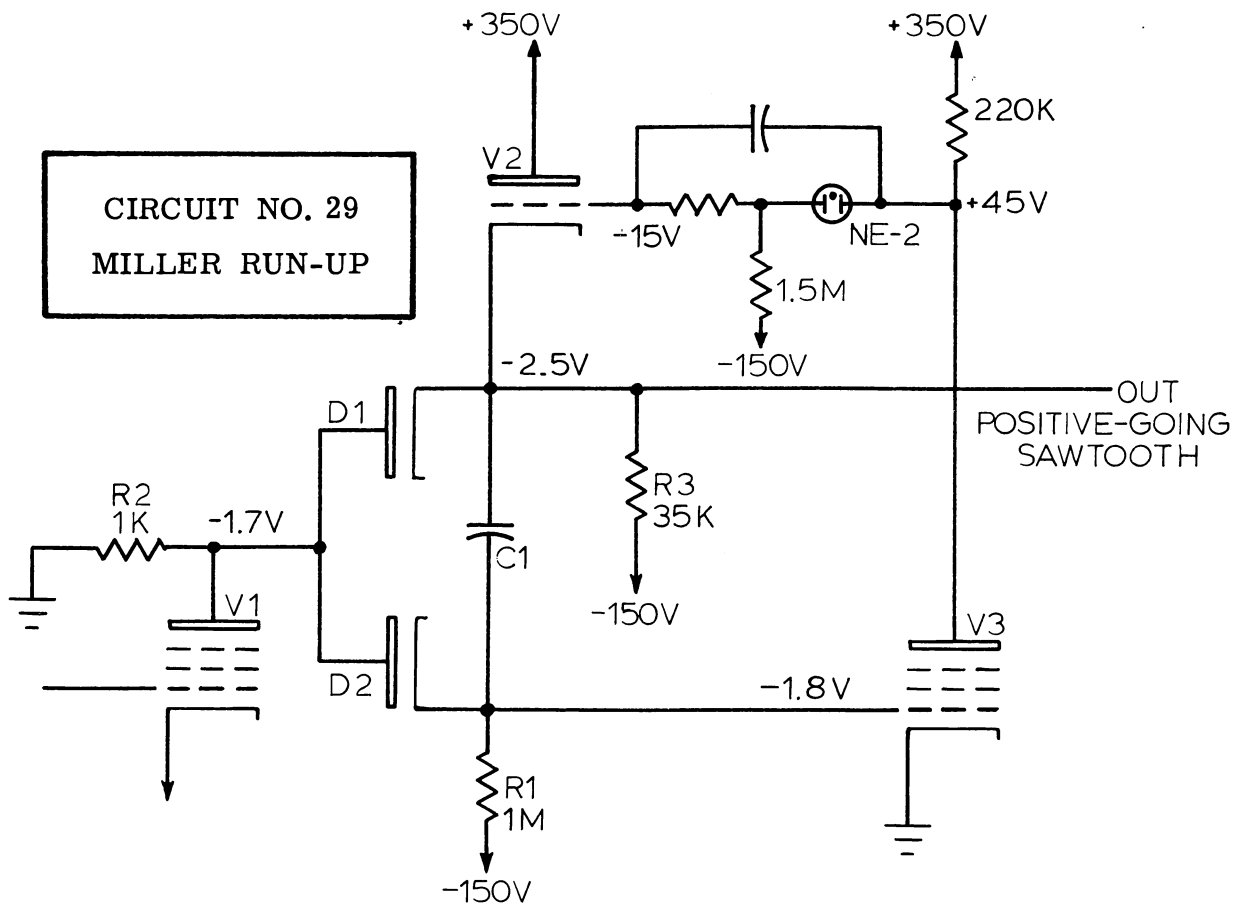 +350V
+350V
220K
V2
CIRCUIT NO. 29
MILLER RUN-UP
-15V
NE-2
+45V
1.5M
-150V
-2.5V
D1
OUT
POSITIVE-GOING
SAWTOOTH
R3
35K
R2
1K
-1.7V
C1
-150V
V1
V3
D2
-1.8V
R1
1M
-150V